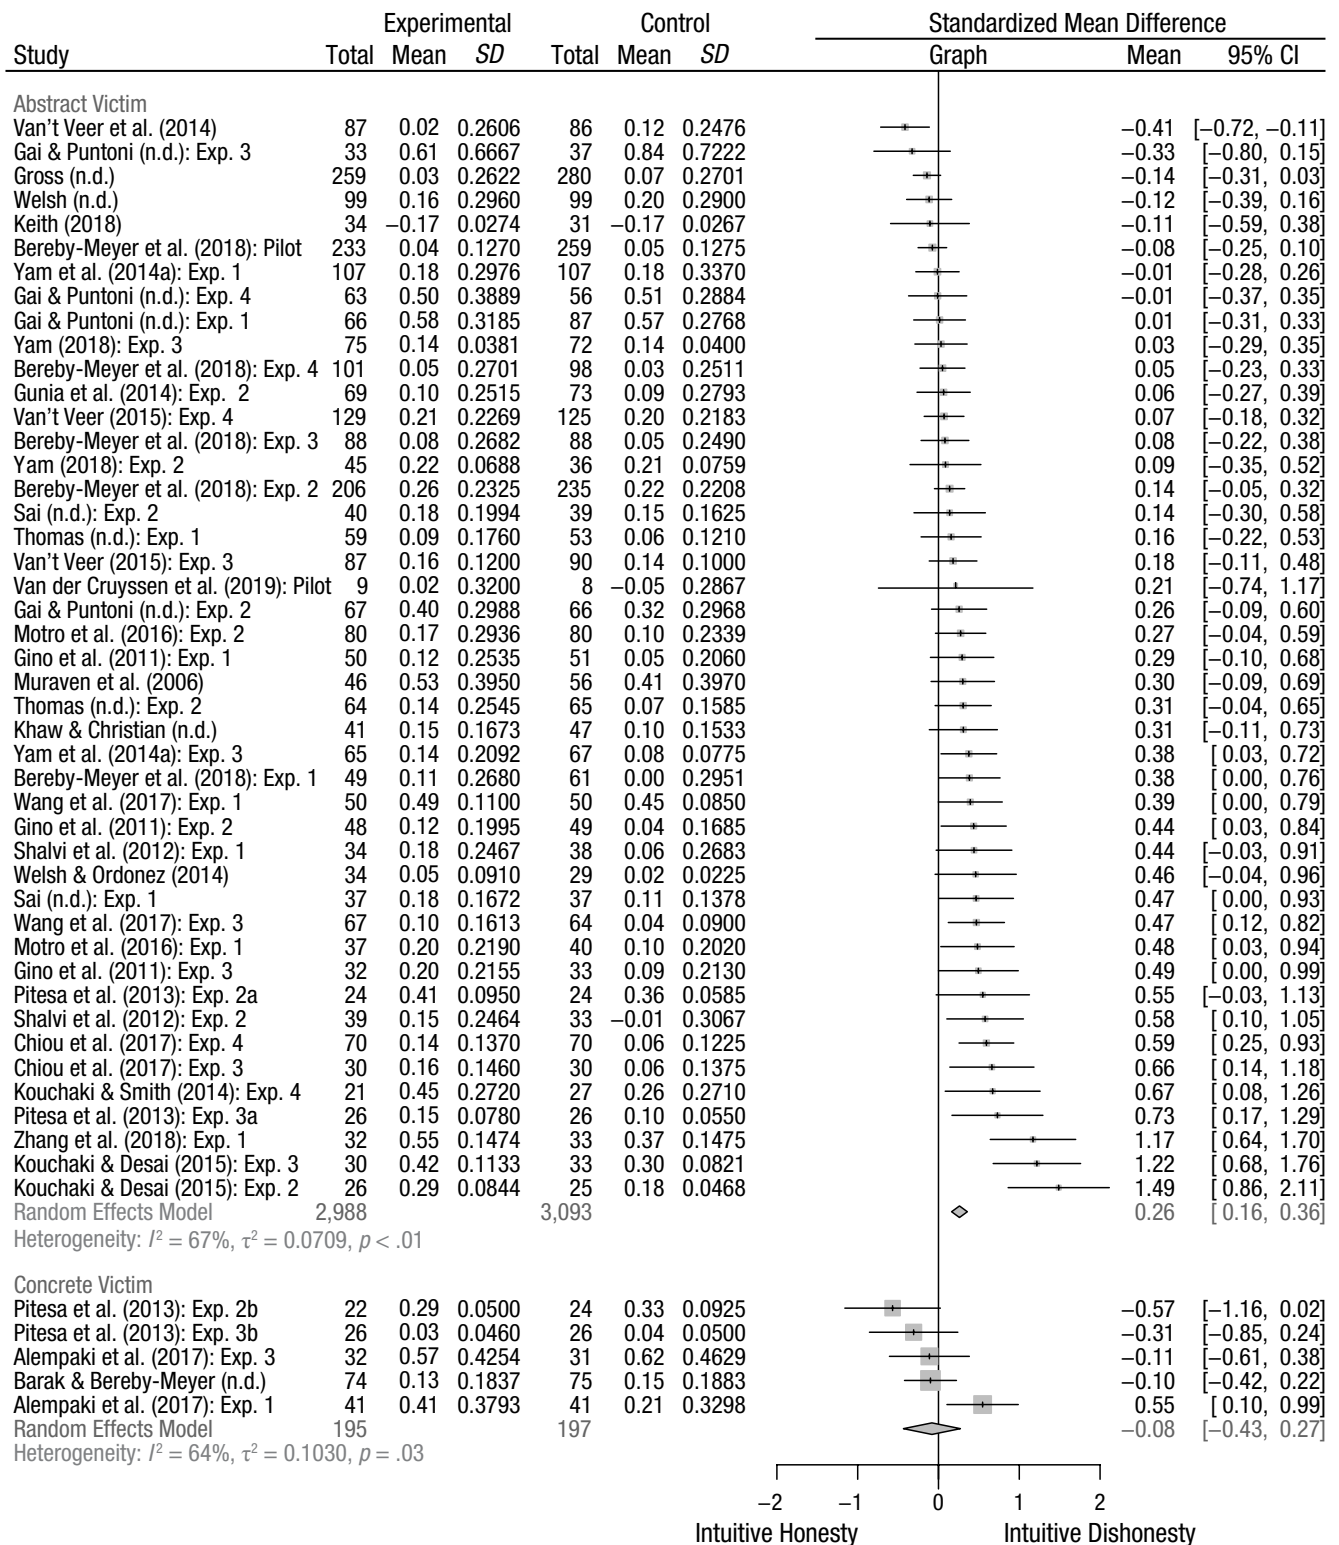 Experimental Control Standardized Mean Difference
Study Total Mean SD Total Mean SD Graph Mean 95% CI
Abstract Victim
Van't Veer et al. (2014) 87 0.02 0.2606 86 0.12 0.2476 −0.41 [−0.72, −0.11]
Gai & Puntoni (n.d.): Exp. 3 33 0.61 0.6667 37 0.84 0.7222 −0.33 [−0.80, 0.15]
Gross (n.d.) 259 0.03 0.2622 280 0.07 0.2701 −0.14 [−0.31, 0.03]
Welsh (n.d.) 99 0.16 0.2960 99 0.20 0.2900 −0.12 [−0.39, 0.16]
Keith (2018) 34 −0.17 0.0274 31 −0.17 0.0267 −0.11 [−0.59, 0.38]
Bereby-Meyer et al. (2018): Pilot 233 0.04 0.1270 259 0.05 0.1275 −0.08 [−0.25, 0.10]
Yam et al. (2014a): Exp. 1 107 0.18 0.2976 107 0.18 0.3370 −0.01 [−0.28, 0.26]
Gai & Puntoni (n.d.): Exp. 4 63 0.50 0.3889 56 0.51 0.2884 −0.01 [−0.37, 0.35]
Gai & Puntoni (n.d.): Exp. 1 66 0.58 0.3185 87 0.57 0.2768 0.01 [−0.31, 0.33]
Yam (2018): Exp. 3 75 0.14 0.0381 72 0.14 0.0400 0.03 [−0.29, 0.35]
Bereby-Meyer et al. (2018): Exp. 4 101 0.05 0.2701 98 0.03 0.2511 0.05 [−0.23, 0.33]
Gunia et al. (2014): Exp. 2 69 0.10 0.2515 73 0.09 0.2793 0.06 [−0.27, 0.39]
Van't Veer (2015): Exp. 4 129 0.21 0.2269 125 0.20 0.2183 0.07 [−0.18, 0.32]
Bereby-Meyer et al. (2018): Exp. 3 88 0.08 0.2682 88 0.05 0.2490 0.08 [−0.22, 0.38]
Yam (2018): Exp. 2 45 0.22 0.0688 36 0.21 0.0759 0.09 [−0.35, 0.52]
Bereby-Meyer et al. (2018): Exp. 2 206 0.26 0.2325 235 0.22 0.2208 0.14 [−0.05, 0.32]
Sai (n.d.): Exp. 2 40 0.18 0.1994 39 0.15 0.1625 0.14 [−0.30, 0.58]
Thomas (n.d.): Exp. 1 59 0.09 0.1760 53 0.06 0.1210 0.16 [−0.22, 0.53]
Van't Veer (2015): Exp. 3 87 0.16 0.1200 90 0.14 0.1000 0.18 [−0.11, 0.48]
Van der Cruyssen et al. (2019): Pilot 9 0.02 0.3200 8 −0.05 0.2867 0.21 [−0.74, 1.17]
Gai & Puntoni (n.d.): Exp. 2 67 0.40 0.2988 66 0.32 0.2968 0.26 [−0.09, 0.60]
Motro et al. (2016): Exp. 2 80 0.17 0.2936 80 0.10 0.2339 0.27 [−0.04, 0.59]
Gino et al. (2011): Exp. 1 50 0.12 0.2535 51 0.05 0.2060 0.29 [−0.10, 0.68]
Muraven et al. (2006) 46 0.53 0.3950 56 0.41 0.3970 0.30 [−0.09, 0.69]
Thomas (n.d.): Exp. 2 64 0.14 0.2545 65 0.07 0.1585 0.31 [−0.04, 0.65]
Khaw & Christian (n.d.) 41 0.15 0.1673 47 0.10 0.1533 0.31 [−0.11, 0.73]
Yam et al. (2014a): Exp. 3 65 0.14 0.2092 67 0.08 0.0775 0.38 [ 0.03, 0.72]
Bereby-Meyer et al. (2018): Exp. 1 49 0.11 0.2680 61 0.00 0.2951 0.38 [ 0.00, 0.76]
Wang et al. (2017): Exp. 1 50 0.49 0.1100 50 0.45 0.0850 0.39 [ 0.00, 0.79]
Gino et al. (2011): Exp. 2 48 0.12 0.1995 49 0.04 0.1685 0.44 [ 0.03, 0.84]
Shalvi et al. (2012): Exp. 1 34 0.18 0.2467 38 0.06 0.2683 0.44 [−0.03, 0.91]
Welsh & Ordonez (2014) 34 0.05 0.0910 29 0.02 0.0225 0.46 [−0.04, 0.96]
Sai (n.d.): Exp. 1 37 0.18 0.1672 37 0.11 0.1378 0.47 [ 0.00, 0.93]
Wang et al. (2017): Exp. 3 67 0.10 0.1613 64 0.04 0.0900 0.47 [ 0.12, 0.82]
Motro et al. (2016): Exp. 1 37 0.20 0.2190 40 0.10 0.2020 0.48 [ 0.03, 0.94]
Gino et al. (2011): Exp. 3 32 0.20 0.2155 33 0.09 0.2130 0.49 [ 0.00, 0.99]
Pitesa et al. (2013): Exp. 2a 24 0.41 0.0950 24 0.36 0.0585 0.55 [−0.03, 1.13]
Shalvi et al. (2012): Exp. 2 39 0.15 0.2464 33 −0.01 0.3067 0.58 [ 0.10, 1.05]
Chiou et al. (2017): Exp. 4 70 0.14 0.1370 70 0.06 0.1225 0.59 [ 0.25, 0.93]
Chiou et al. (2017): Exp. 3 30 0.16 0.1460 30 0.06 0.1375 0.66 [ 0.14, 1.18]
Kouchaki & Smith (2014): Exp. 4 21 0.45 0.2720 27 0.26 0.2710 0.67 [ 0.08, 1.26]
Pitesa et al. (2013): Exp. 3a 26 0.15 0.0780 26 0.10 0.0550 0.73 [ 0.17, 1.29]
Zhang et al. (2018): Exp. 1 32 0.55 0.1474 33 0.37 0.1475 1.17 [ 0.64, 1.70]
Kouchaki & Desai (2015): Exp. 3 30 0.42 0.1133 33 0.30 0.0821 1.22 [ 0.68, 1.76]
Kouchaki & Desai (2015): Exp. 2 26 0.29 0.0844 25 0.18 0.0468 1.49 [ 0.86, 2.11]
Random Effects Model 2,988 3,093 0.26 [ 0.16, 0.36]
Heterogeneity: I² = 67%, τ² = 0.0709, p < .01
Concrete Victim
Pitesa et al. (2013): Exp. 2b 22 0.29 0.0500 24 0.33 0.0925 −0.57 [−1.16, 0.02]
Pitesa et al. (2013): Exp. 3b 26 0.03 0.0460 26 0.04 0.0500 −0.31 [−0.85, 0.24]
Alempaki et al. (2017): Exp. 3 32 0.57 0.4254 31 0.62 0.4629 −0.11 [−0.61, 0.38]
Barak & Bereby-Meyer (n.d.) 74 0.13 0.1837 75 0.15 0.1883 −0.10 [−0.42, 0.22]
Alempaki et al. (2017): Exp. 1 41 0.41 0.3793 41 0.21 0.3298 0.55 [ 0.10, 0.99]
Random Effects Model 195 197 −0.08 [−0.43, 0.27]
Heterogeneity: I² = 64%, τ² = 0.1030, p = .03
−2 −1 0 1 2
Intuitive Honesty Intuitive Dishonesty